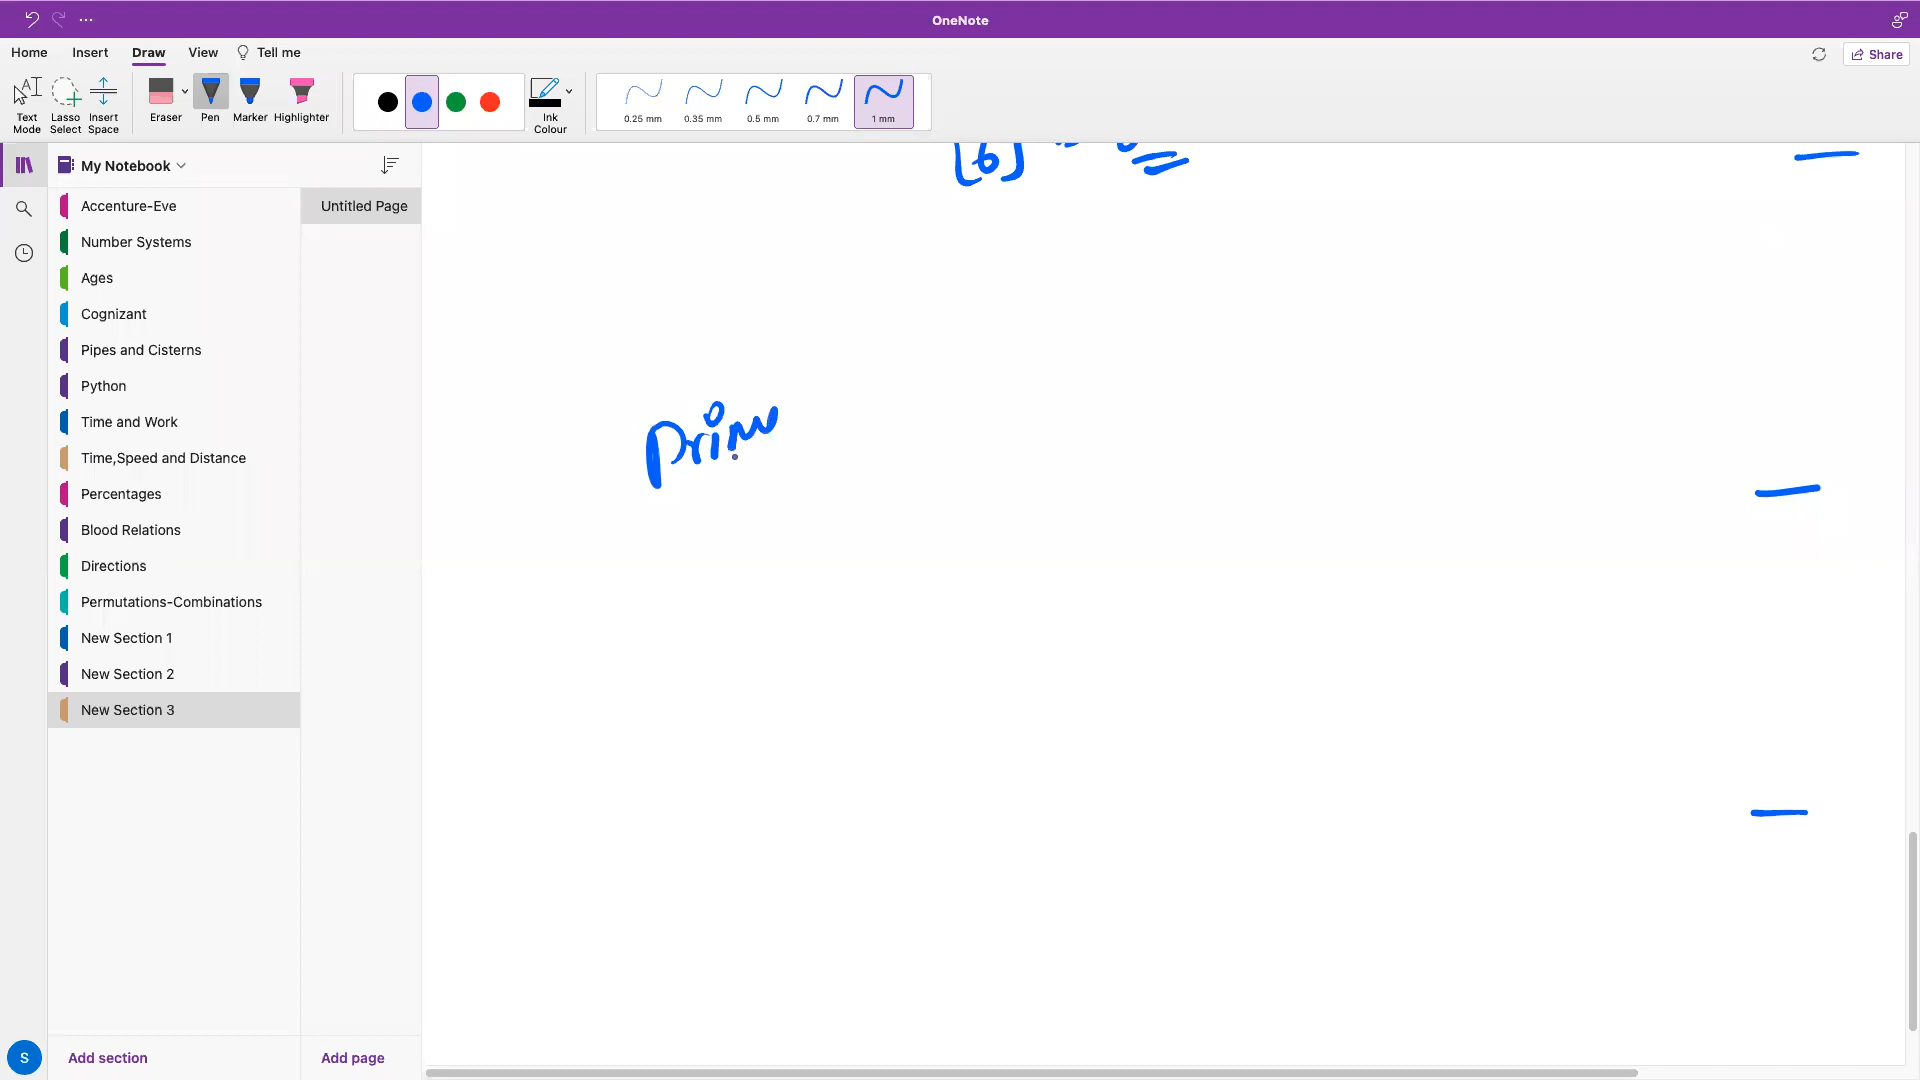 OneNote
Home Insert Draw View Tell me
Share
Text Mode
Lasso Select
Insert Space
Eraser
Pen
Marker
Highlighter
Ink Colour
0.25 mm
0.35 mm
0.5 mm
0.7 mm
1 mm
My Notebook
Accenture-Eve
Number Systems
Ages
Cognizant
Pipes and Cisterns
Python
Time and Work
Time,Speed and Distance
Percentages
Blood Relations
Directions
Permutations-Combinations
New Section 1
New Section 2
New Section 3
Untitled Page
[6]
S
Add section
Add page